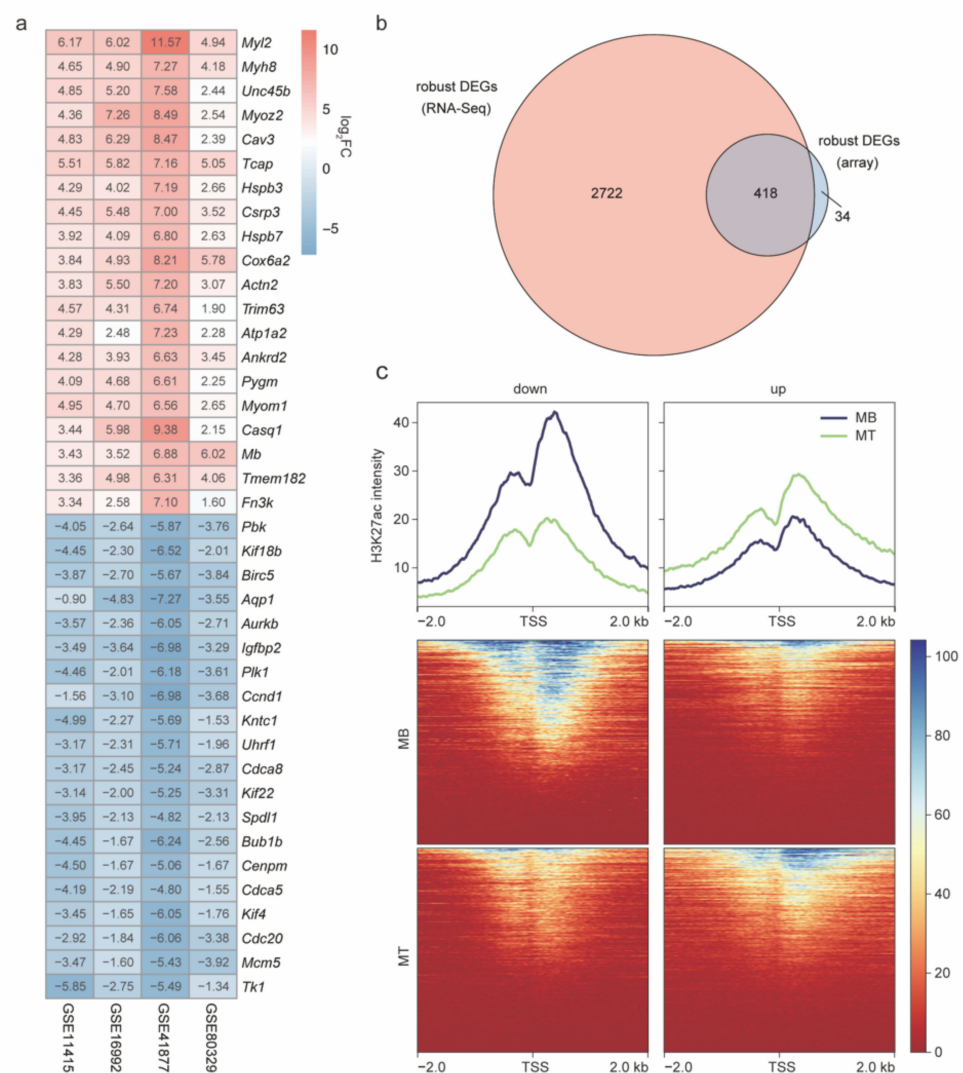 a
6.17 6.02 11.57 4.94 Myl2
4.65 4.90 7.27 4.18 Myh8
4.85 5.20 7.58 2.44 Unc45b
4.36 7.26 8.49 2.54 Myoz2
4.83 6.29 8.47 2.39 Cav3
5.51 5.82 7.16 5.05 Tcap
4.29 4.02 7.19 2.66 Hspb3
4.45 5.48 7.00 3.52 Csrp3
3.92 4.09 6.80 2.63 Hspb7
3.84 4.93 8.21 5.78 Cox6a2
3.83 5.50 7.20 3.07 Actn2
4.57 4.31 6.74 1.90 Trim63
4.29 2.48 7.23 2.28 Atp1a2
4.28 3.93 6.63 3.45 Ankrd2
4.09 4.68 6.61 2.25 Pygm
4.95 4.70 6.56 2.65 Myom1
3.44 5.98 9.38 2.15 Casq1
3.43 3.52 6.88 6.02 Mb
3.36 4.98 6.31 4.06 Tmem182
3.34 2.58 7.10 1.60 Fn3k
−4.05 −2.64 −5.87 −3.76 Pbk
−4.45 −2.30 −6.52 −2.01 Kif18b
−3.87 −2.70 −5.67 −3.84 Birc5
−0.90 −4.83 −7.27 −3.55 Aqp1
−3.57 −2.36 −6.05 −2.71 Aurkb
−3.49 −3.64 −6.98 −3.29 Igfbp2
−4.46 −2.01 −6.18 −3.61 Plk1
−1.56 −3.10 −6.98 −3.68 Ccnd1
−4.99 −2.27 −5.69 −1.53 Kntc1
−3.17 −2.31 −5.71 −1.96 Uhrf1
−3.17 −2.45 −5.24 −2.87 Cdca8
−3.14 −2.00 −5.25 −3.31 Kif22
−3.95 −2.13 −4.82 −2.13 Spdl1
−4.45 −1.67 −6.24 −2.56 Bub1b
−4.50 −1.67 −5.06 −1.67 Cenpm
−4.19 −2.19 −4.80 −1.55 Cdca5
−3.45 −1.65 −6.05 −1.76 Kif4
−2.92 −1.84 −6.06 −3.38 Cdc20
−3.47 −1.60 −5.43 −3.92 Mcm5
−5.85 −2.75 −5.49 −1.34 Tk1
GSE11415
GSE16992
GSE41877
GSE80329
10
5
0
−5
log2FC
b
robust DEGs
(RNA-Seq)
robust DEGs
(array)
2722
418
34
c
down
up
MB
MT
H3K27ac intensity
40
30
20
10
−2.0 TSS 2.0 kb
−2.0 TSS 2.0 kb
MB
MT
−2.0 TSS 2.0 kb
−2.0 TSS 2.0 kb
100
80
60
40
20
0